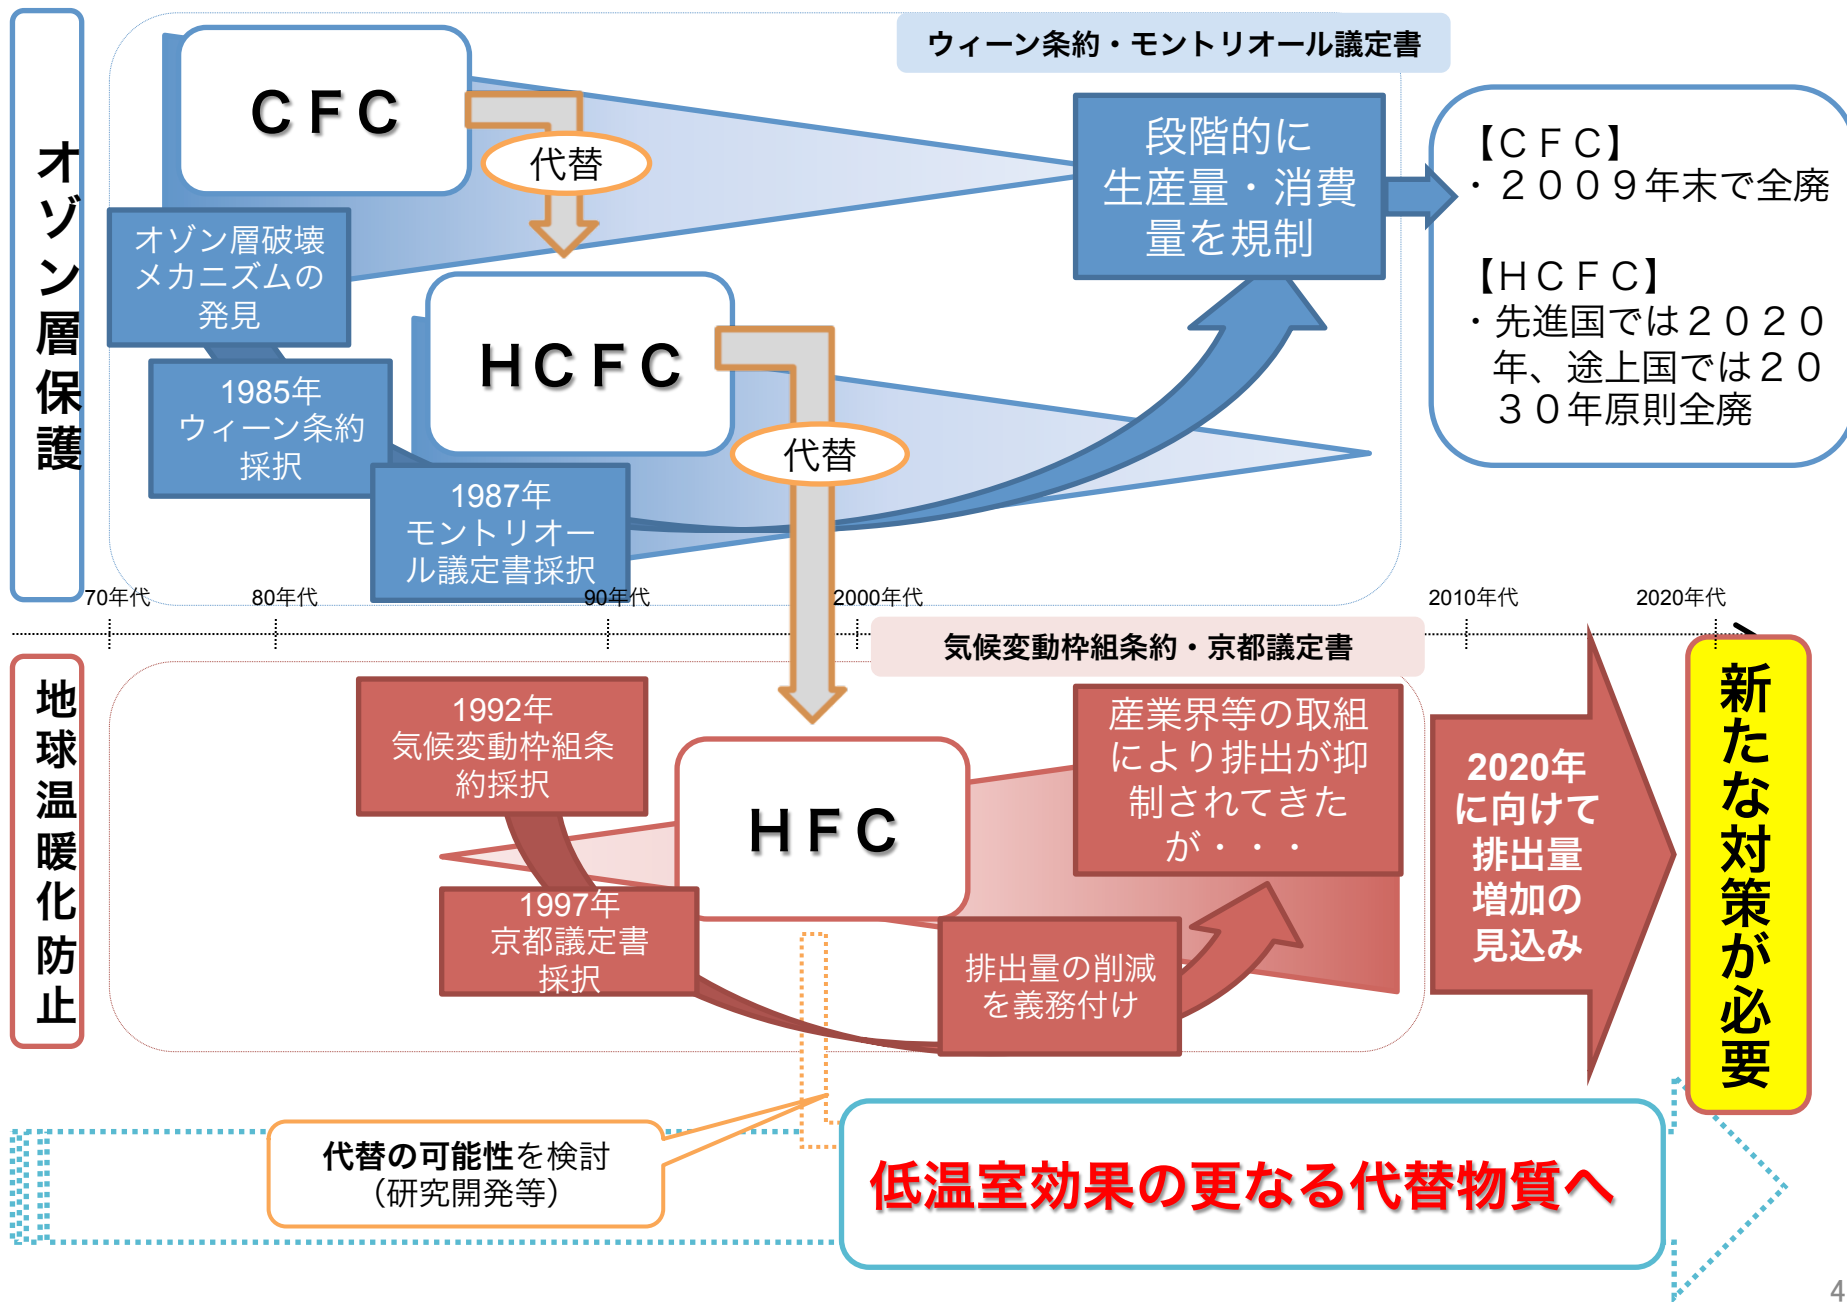 オゾン層保護
ウィーン条約・モントリオール議定書
ＣＦＣ
代替
オゾン層破壊
メカニズムの
発見
1985年
ウィーン条約
採択
ＨＣＦＣ
代替
1987年
モントリオー
ル議定書採択
段階的に
生産量・消費
量を規制
【ＣＦＣ】
・２００９年末で全廃
【ＨＣＦＣ】
・先進国では２０２０
年、途上国では２０
３０年原則全廃
70年代
80年代
90年代
2000年代
2010年代
2020年代
地球温暖化防止
気候変動枠組条約・京都議定書
1992年
気候変動枠組条
約採択
ＨＦＣ
1997年
京都議定書
採択
排出量の削減
を義務付け
産業界等の取組
により排出が抑
制されてきた
が・・・
2020年
に向けて
排出量
増加の
見込み
新たな対策が必要
代替の可能性を検討
（研究開発等）
低温室効果の更なる代替物質へ
4